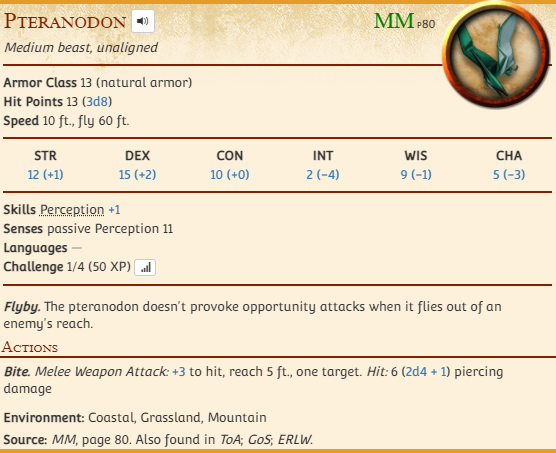 Pteranodon
MM p80
Medium beast, unaligned
Armor Class 13 (natural armor)
Hit Points 13 (3d8)
Speed 10 ft., fly 60 ft.
STR DEX CON INT WIS CHA
12 (+1) 15 (+2) 10 (+0) 2 (−4) 9 (−1) 5 (−3)
Skills Perception +1
Senses passive Perception 11
Languages —
Challenge 1/4 (50 XP)
Flyby. The pteranodon doesn't provoke opportunity attacks when it flies out of an
enemy's reach.
Actions
Bite. Melee Weapon Attack: +3 to hit, reach 5 ft., one target. Hit: 6 (2d4 + 1) piercing
damage
Environment: Coastal, Grassland, Mountain
Source: MM, page 80. Also found in ToA; GoS; ERLW.